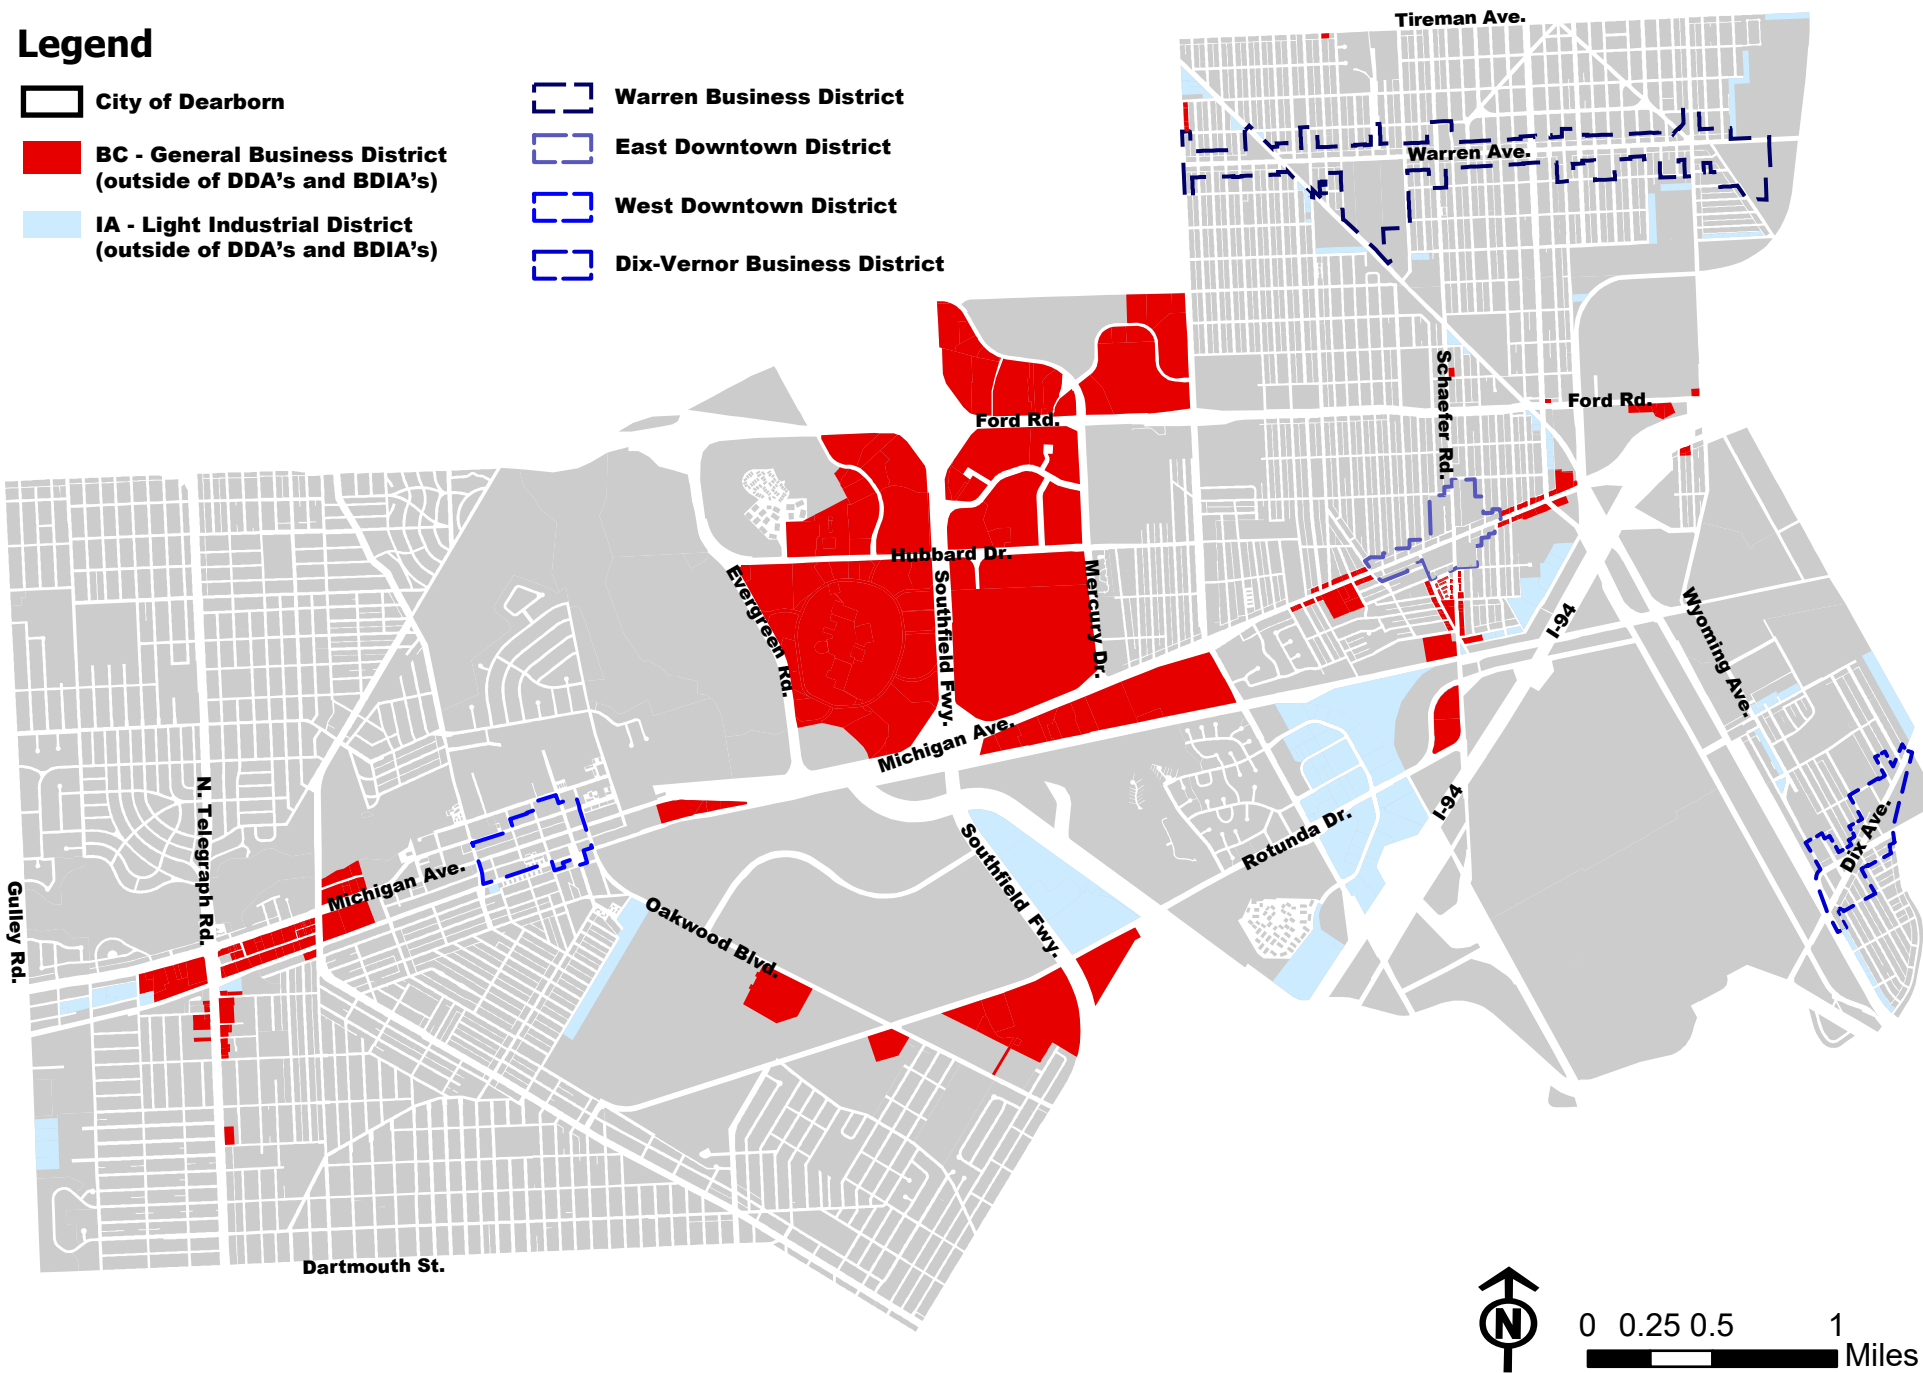 Legend
City of Dearborn
BC - General Business District
(outside of DDA's and BDIA's)
IA - Light Industrial District
(outside of DDA's and BDIA's)
Warren Business District
East Downtown District
West Downtown District
Dix-Vernor Business District
Tireman Ave.
Warren Ave.
Schaefer Rd.
Ford Rd.
Ford Rd.
Hubbard Dr.
Evergreen Rd.
Southfield Fwy.
Mercury Dr.
Michigan Ave.
I-94
Wyoming Ave.
I-94
Rotunda Dr.
Dix Ave.
N. Telegraph Rd.
Gulley Rd.
Michigan Ave.
Oakwood Blvd.
Southfield Fwy.
Dartmouth St.
N
0 0.25 0.5 1
Miles